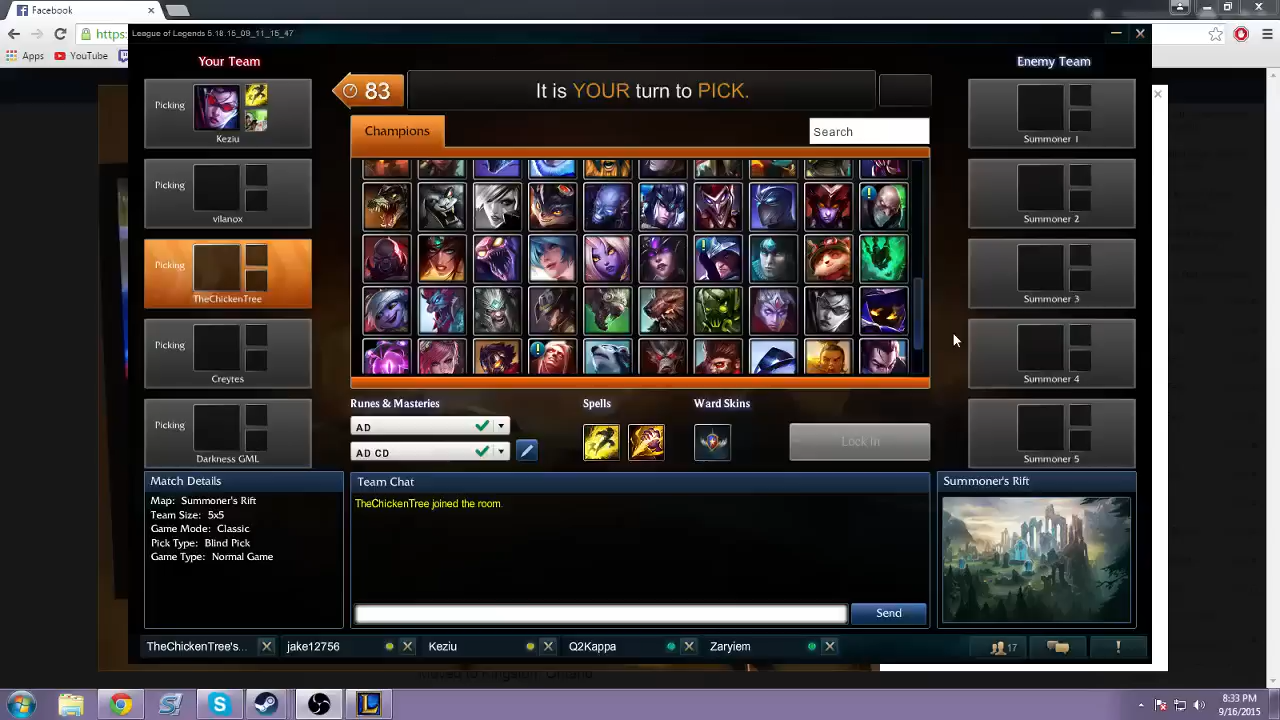 Facebook
https:
Apps
YouTube
League of Legends 5.18.15_09_11_15_47
Your Team
Enemy Team
83
It is YOUR turn to PICK.
Champions
Search
Picking
Keziu
Picking
vilanox
Picking
TheChickenTree
Picking
Creytes
Picking
Darkness GML
Summoner 1
Summoner 2
Summoner 3
Summoner 4
Summoner 5
Runes & Masteries
Spells
Ward Skins
AD
AD CD
Lock In
Match Details
Map: Summoner's Rift
Team Size: 5x5
Game Mode: Classic
Pick Type: Blind Pick
Game Type: Normal Game
Team Chat
TheChickenTree joined the room.
Send
Summoner's Rift
TheChickenTree's...
jake12756
Keziu
Q2Kappa
Zaryiem
17
Moved to Kingston, Ontario
8:33 PM
9/16/2015